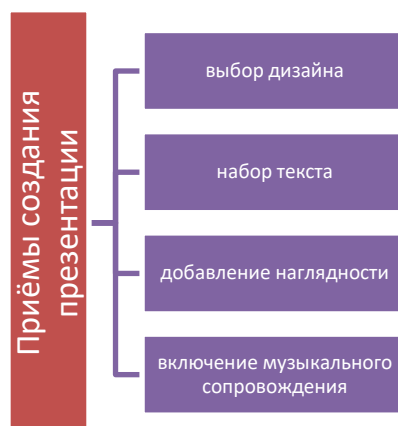 Приёмы создания
презентации
выбор дизайна
набор текста
добавление наглядности
включение музыкального
сопровождения